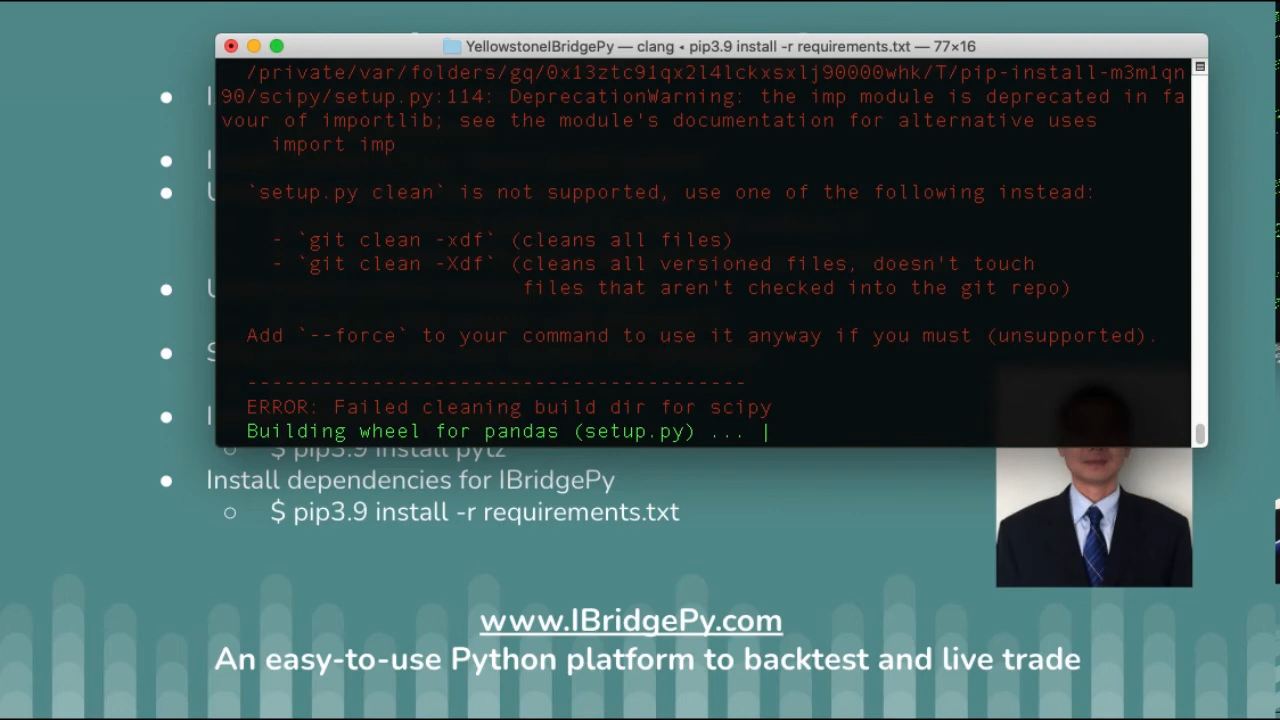 YellowstoneIBridgePy — clang ◂ pip3.9 install -r requirements.txt — 77×16
/private/var/folders/gq/0x13ztc91qx2l4lckxsxlj90000whk/T/pip-install-m3m1qn
90/scipy/setup.py:114: DeprecationWarning: the imp module is deprecated in fa
vour of importlib; see the module's documentation for alternative uses
import imp
`setup.py clean` is not supported, use one of the following instead:
- `git clean -xdf` (cleans all files)
- `git clean -Xdf` (cleans all versioned files, doesn't touch
files that aren't checked into the git repo)
Add `--force` to your command to use it anyway if you must (unsupported).
----------------------------------------
ERROR: Failed cleaning build dir for scipy
Building wheel for pandas (setup.py) ... |
$ pip3.9 install pytz
Install dependencies for IBridgePy
$ pip3.9 install -r requirements.txt
www.IBridgePy.com
An easy-to-use Python platform to backtest and live trade